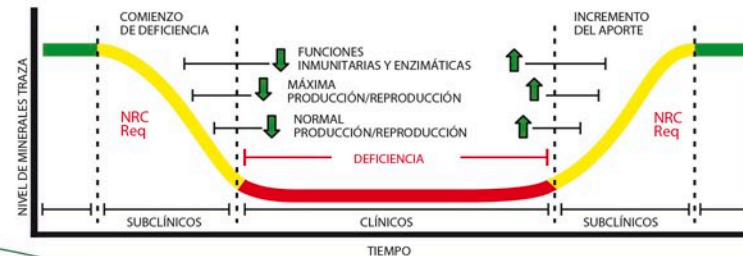 COMIENZO
DE DEFICIENCIA
INCREMENTO
DEL APORTE
FUNCIONES
INMUNITARIAS Y ENZIMÁTICAS
MÁXIMA
PRODUCCIÓN/REPRODUCCIÓN
NORMAL
PRODUCCIÓN/REPRODUCCIÓN
NRC
Req
NRC
Req
DEFICIENCIA
NIVEL DE MINERALES TRAZA
SUBCLÍNICOS
CLÍNICOS
SUBCLÍNICOS
TIEMPO